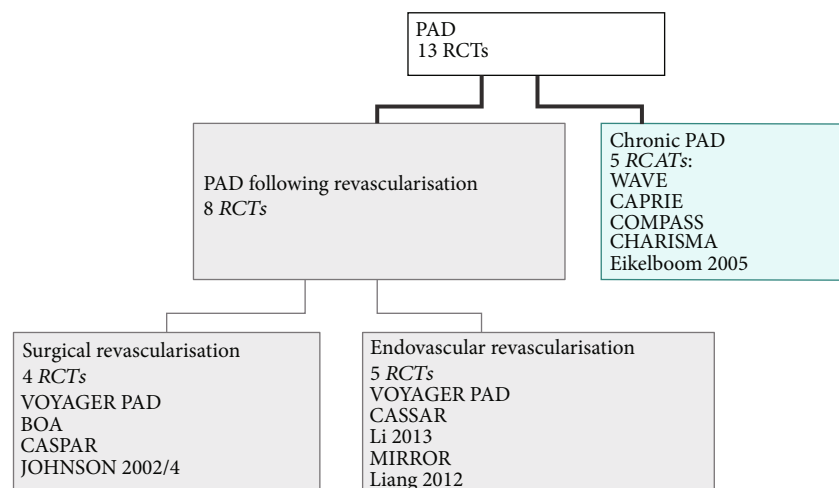 PAD
13 RCTs
PAD following revascularisation
8 RCTs
Chronic PAD
5 RCATs:
WAVE
CAPRIE
COMPASS
CHARISMA
Eikelboom 2005
Surgical revascularisation
4 RCTs
VOYAGER PAD
BOA
CASPAR
JOHNSON 2002/4
Endovascular revascularisation
5 RCTs
VOYAGER PAD
CASSAR
Li 2013
MIRROR
Liang 2012